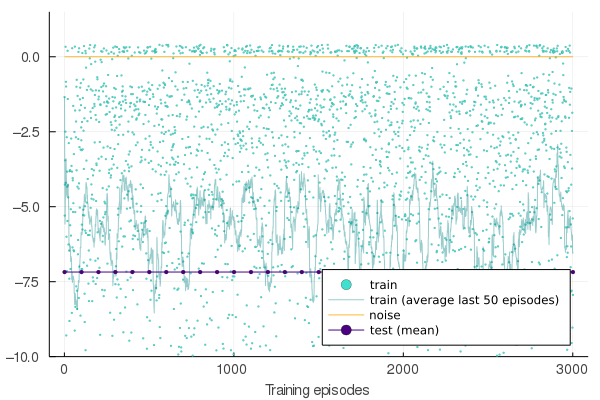 0.0
−2.5
−5.0
−7.5
−10.0
0
1000
2000
3000
Training episodes
train
train (average last 50 episodes)
noise
test (mean)